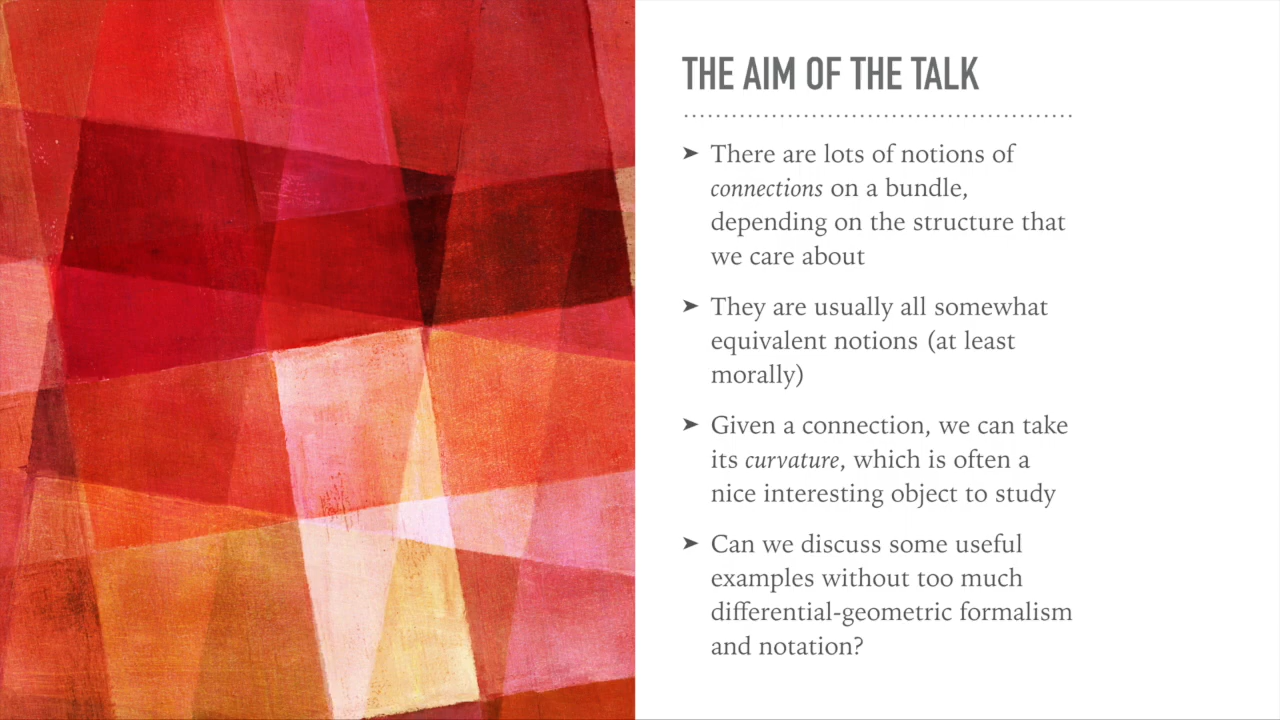 THE AIM OF THE TALK
➤ There are lots of notions of
connections on a bundle,
depending on the structure that
we care about
➤ They are usually all somewhat
equivalent notions (at least
morally)
➤ Given a connection, we can take
its curvature, which is often a
nice interesting object to study
➤ Can we discuss some useful
examples without too much
differential-geometric formalism
and notation?